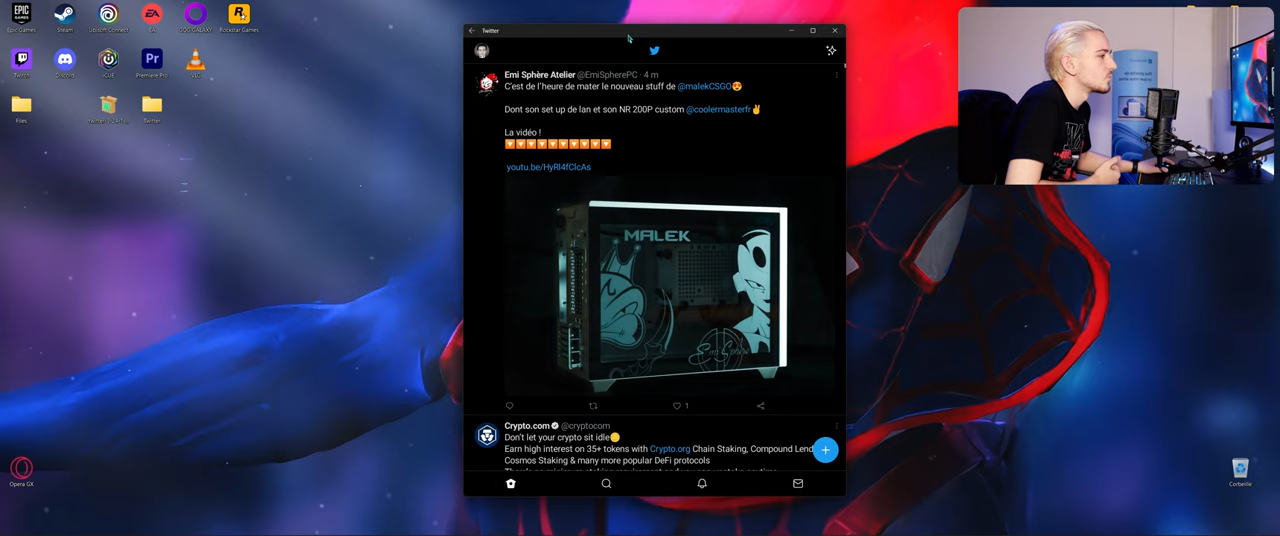 Epic Games
Steam
Ubisoft Connect
EA
GOG GALAXY
Rockstar Games
Twitch
Discord
iCUE
Premiere Pro
VLC
Files
Twitter
Opera GX
Corbeille
Twitter
Emi Sphère Atelier @EmiSpherePC · 4 m
C'est de l'heure de mater le nouveau stuff de @malekCSGO😍
Dont son set up de lan et son NR 200P custom @coolermasterfr✌
La vidéo !
🔽🔽🔽🔽🔽🔽🔽🔽🔽🔽
youtu.be/HyRl4fClcAs
MALEK
Emi Sphère
1
Crypto.com @cryptocom
Don't let your crypto sit idle🪙
Earn high interest on 35+ tokens with Crypto.org Chain Staking, Compound Lend
Cosmos Staking & many more popular DeFi protocols